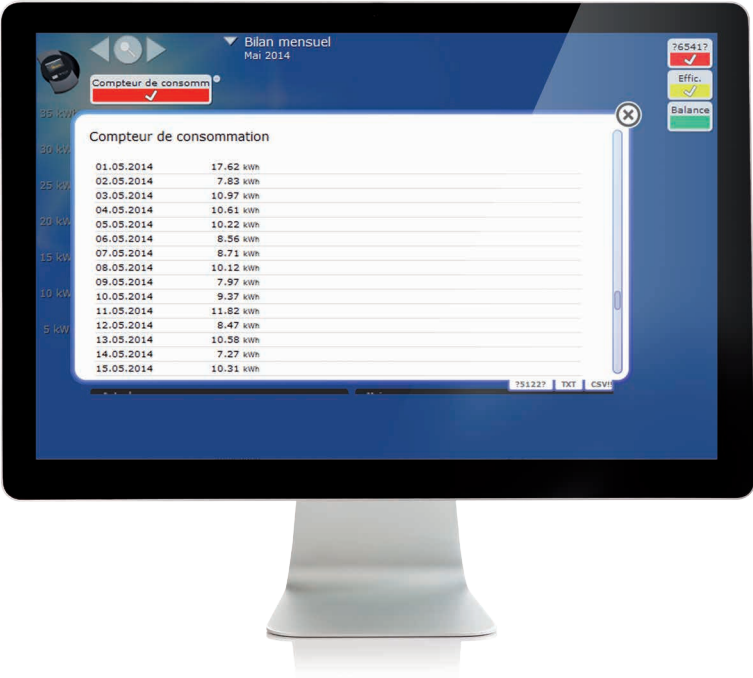 Bilan mensuel
Mai 2014
?6541?
Compteur de consomm
Effic.
Balance
35 kWh
30 kW
25 kW
20 kW
15 kW
10 kW
5 kW
Compteur de consommation
01.05.2014 17.62 kWh
02.05.2014 7.83 kWh
03.05.2014 10.97 kWh
04.05.2014 10.61 kWh
05.05.2014 10.22 kWh
06.05.2014 8.56 kWh
07.05.2014 8.71 kWh
08.05.2014 10.12 kWh
09.05.2014 7.97 kWh
10.05.2014 9.37 kWh
11.05.2014 11.82 kWh
12.05.2014 8.47 kWh
13.05.2014 10.58 kWh
14.05.2014 7.27 kWh
15.05.2014 10.31 kWh
?5122? TXT CSV!!